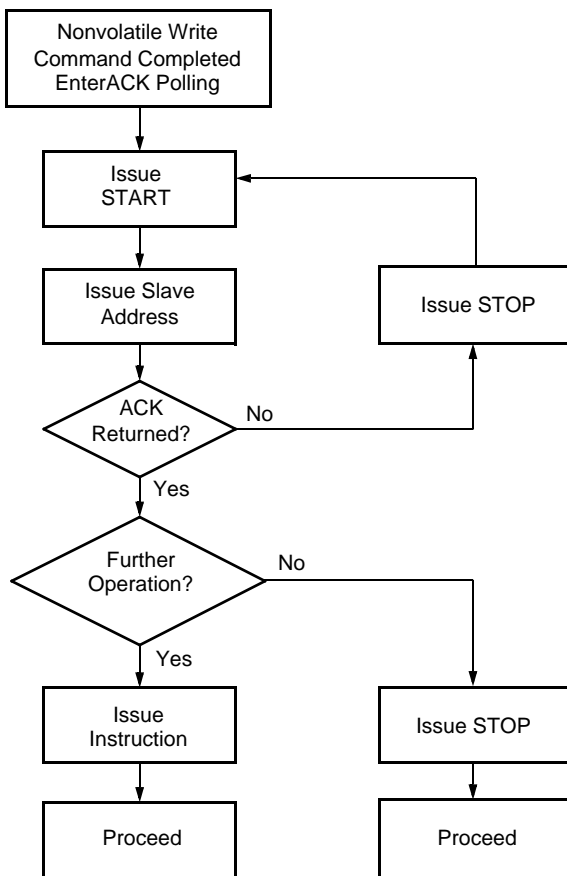 Nonvolatile Write
Command Completed
EnterACK Polling
Issue
START
Issue Slave
Address
Issue STOP
ACK
Returned?
No
Yes
Further
Operation?
No
Yes
Issue
Instruction
Issue STOP
Proceed
Proceed